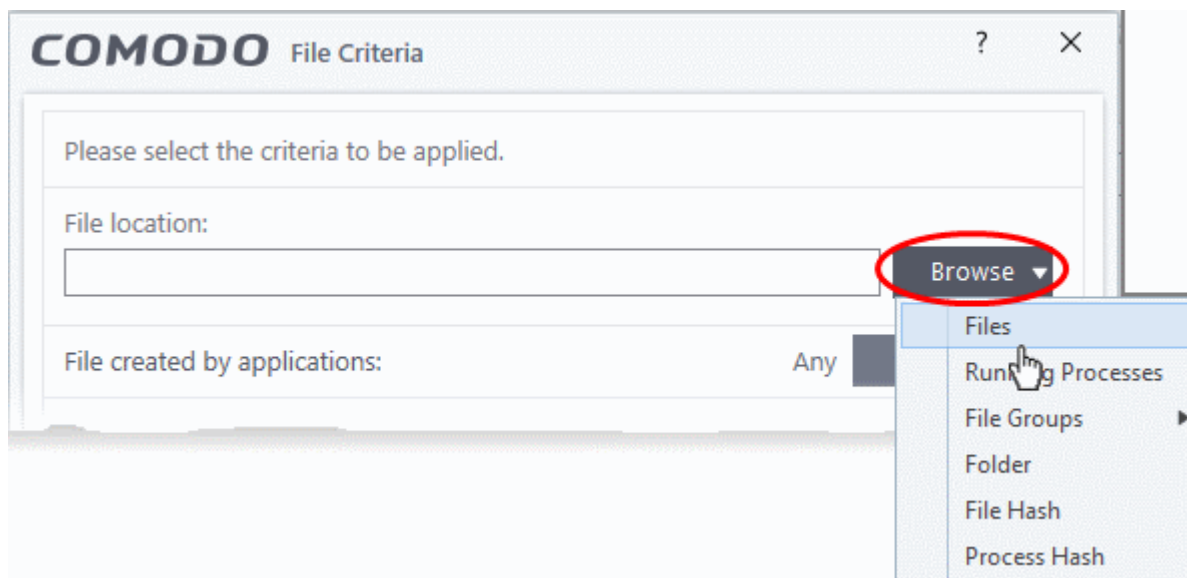 COMODO File Criteria ?
Please select the criteria to be applied.
File location:
Browse
Files
File created by applications: Any
Running Processes
File Groups
Folder
File Hash
Process Hash